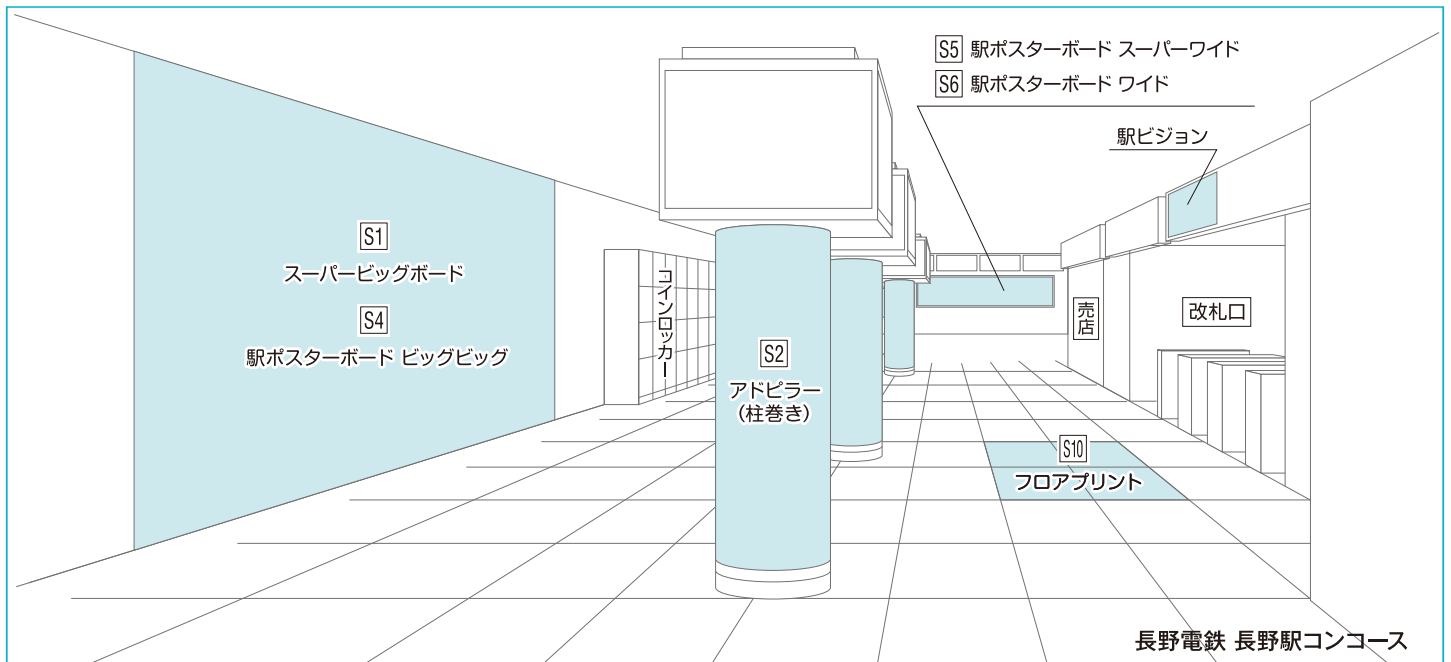 S5 駅ポスターボード スーパーワイド
S6 駅ポスターボード ワイド
駅ビジョン
S1
スーパービッグボード
S4
駅ポスターボード ビッグビッグ
コインロッカー
S2
アドピラー
(柱巻き)
売店
改札口
S10
フロアプリント
長野電鉄 長野駅コンコース